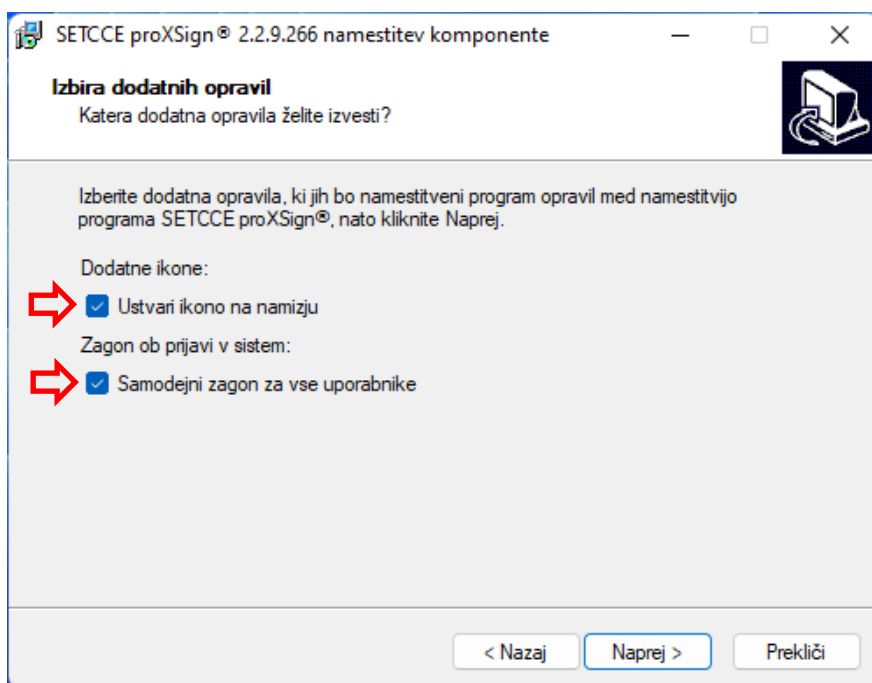 SETCCE proXSign® 2.2.9.266 namestitev komponente
Izbira dodatnih opravil
Katera dodatna opravila želite izvesti?
Izberite dodatna opravila, ki jih bo namestitveni program opravil med namestitvijo
programa SETCCE proXSign®, nato kliknite Naprej.
Dodatne ikone:
Ustvari ikono na namizju
Zagon ob prijavi v sistem:
Samodejni zagon za vse uporabnike
< Nazaj
Naprej >
Prekliči